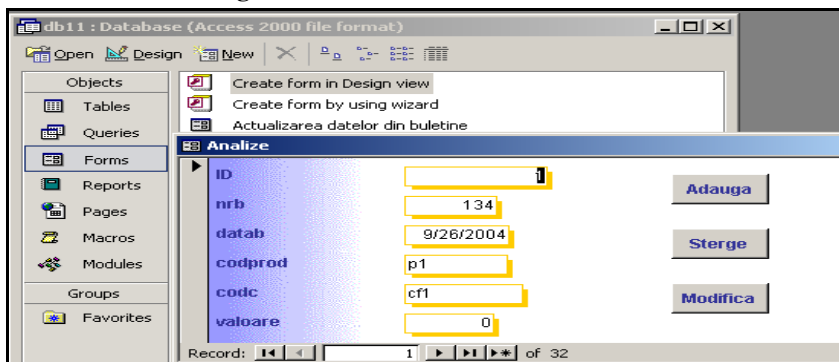 db11 : Database (Access 2000 file format)
Open Design New
Objects
Tables
Queries
Forms
Reports
Pages
Macros
Modules
Groups
Favorites
Create form in Design view
Create form by using wizard
Actualizarea datelor din buletine
Analize
ID 1
nrb 134
datab 9/26/2004
codprod p1
codc cf1
valoare 0
Adauga
Sterge
Modifica
Record: 1 of 32